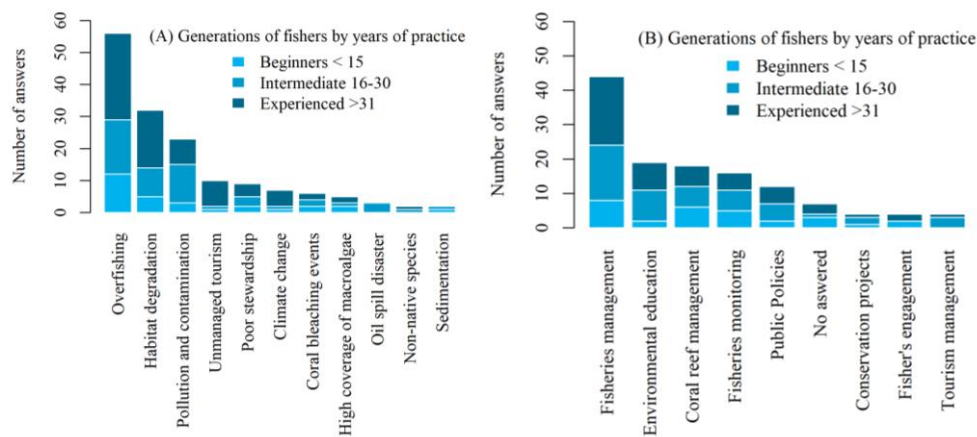 (A) Generations of fishers by years of practice
Beginners < 15
Intermediate 16-30
Experienced >31
Number of answers
60
50
40
30
20
10
0
Overfishing
Habitat degradation
Pollution and contamination
Unmanaged tourism
Poor stewardship
Climate change
Coral bleaching events
High coverage of macroalgae
Oil spill disaster
Non-native species
Sedimentation
(B) Generations of fishers by years of practice
Beginners < 15
Intermediate 16-30
Experienced >31
Number of answers
60
50
40
30
20
10
0
Fisheries management
Environmental education
Coral reef management
Fisheries monitoring
Public Policies
No aswered
Conservation projects
Fisher's engagement
Tourism management